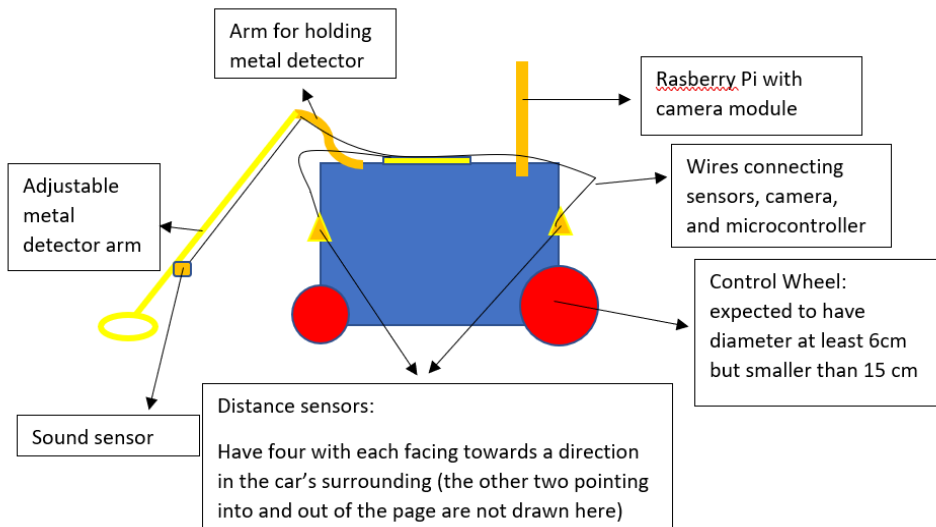 Arm for holding
metal detector
Rasberry Pi with
camera module
Adjustable
metal
detector arm
Wires connecting
sensors, camera,
and microcontroller
Control Wheel:
expected to have
diameter at least 6cm
but smaller than 15 cm
Sound sensor
Distance sensors:
Have four with each facing towards a direction
in the car's surrounding (the other two pointing
into and out of the page are not drawn here)